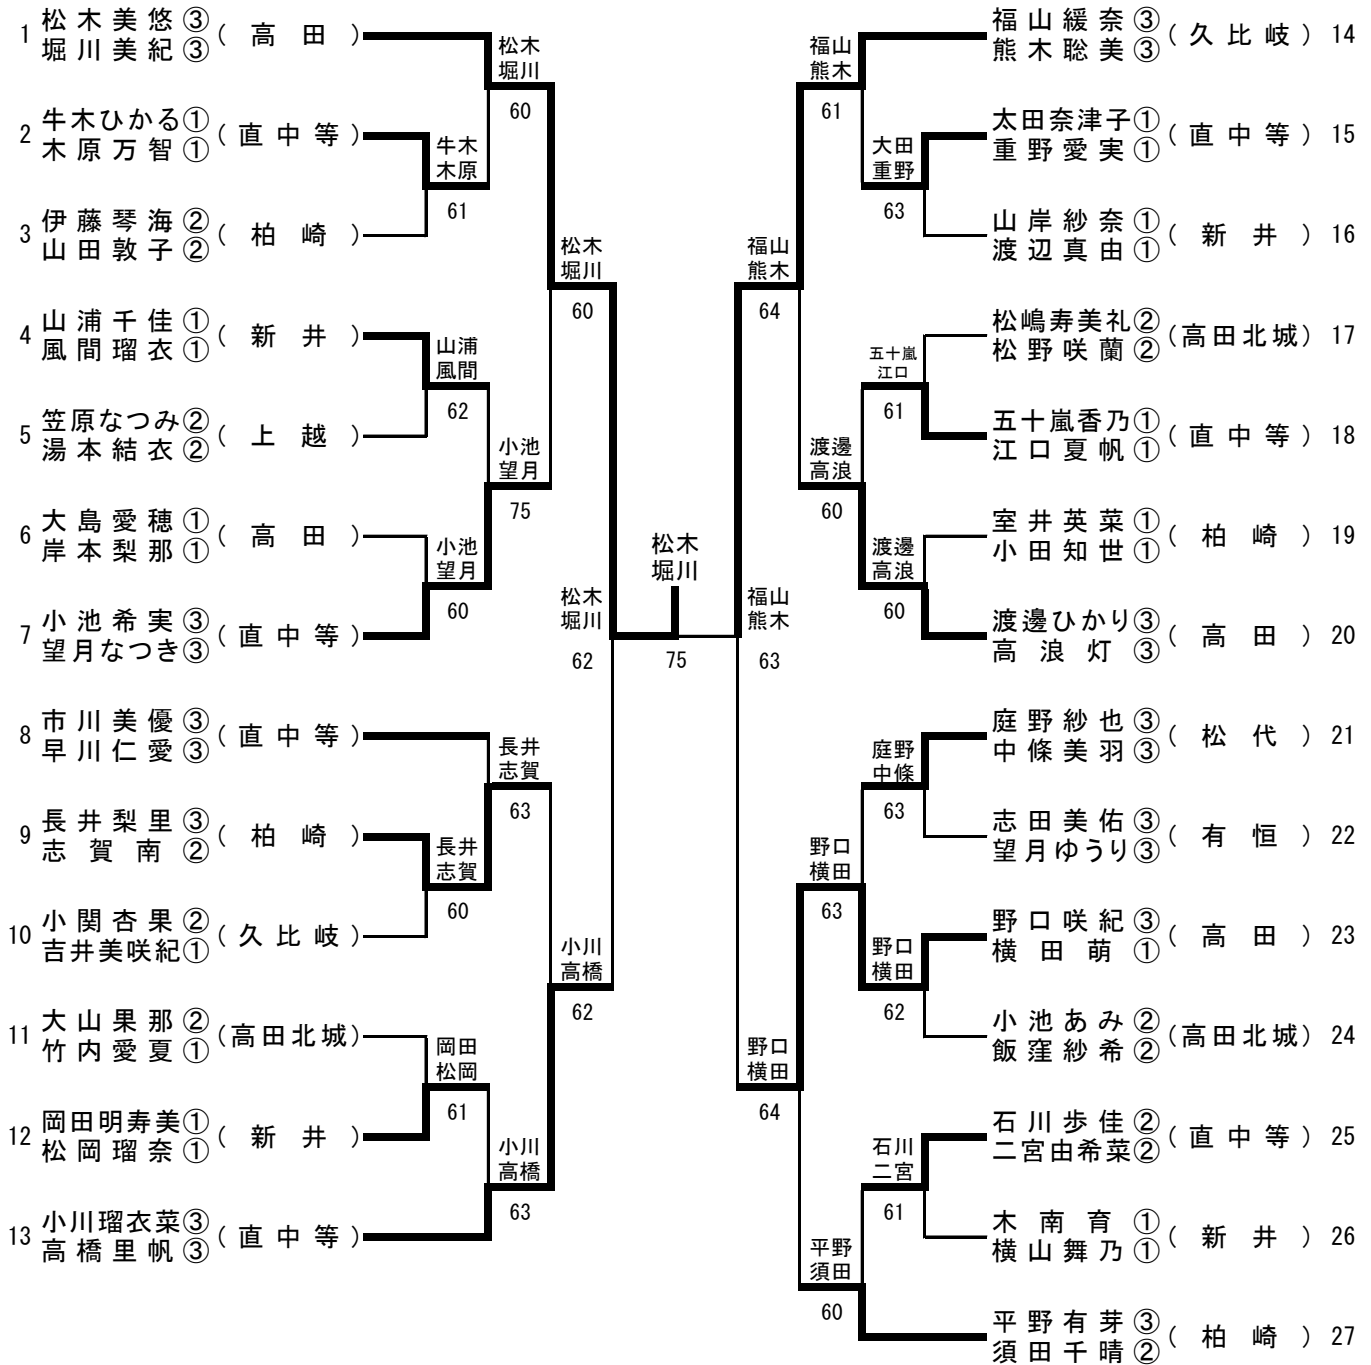 1 松木美悠③ 堀川美紀③ (高田)
2 牛木ひかる① 木原万智① (直中等)
3 伊藤琴海② 山田敦子② (柏崎)
4 山浦千佳① 風間瑠衣① (新井)
5 笠原なつみ② 湯本結衣② (上越)
6 大島愛穂① 岸本梨那① (高田)
7 小池希実③ 望月なつき③ (直中等)
8 市川美優③ 早川仁愛③ (直中等)
9 長井梨里③ 志賀南② (柏崎)
10 小関杏果② 吉井美咲紀① (久比岐)
11 大山果那② 竹内愛夏① (高田北城)
12 岡田明寿美① 松岡瑠奈① (新井)
13 小川瑠衣菜③ 高橋里帆③ (直中等)
牛木 木原 61
山浦 風間 62
小池 望月 60
長井 志賀 60
岡田 松岡 61
松木 堀川 60
小池 望月 75
長井 志賀 63
小川 高橋 63
松木 堀川 60
小川 高橋 62
松木 堀川 62
松木 堀川 75
福山 熊木 63
福山 熊木 64
野口 横田 64
福山 熊木 61
渡邊 高浪 60
野口 横田 63
平野 須田 60
大田 重野 63
五十嵐 江口 61
渡邊 高浪 60
庭野 中條 63
野口 横田 62
石川 二宮 61
福山緩奈③ 熊木聡美③ (久比岐) 14
太田奈津子① 重野愛実① (直中等) 15
山岸紗奈① 渡辺真由① (新井) 16
松嶋寿美礼② 松野咲蘭② (高田北城) 17
五十嵐香乃① 江口夏帆① (直中等) 18
室井英菜① 小田知世① (柏崎) 19
渡邊ひかり③ 高浪灯③ (高田) 20
庭野紗也③ 中條美羽③ (松代) 21
志田美佑③ 望月ゆうり③ (有恒) 22
野口咲紀③ 横田萌① (高田) 23
小池あみ② 飯窪紗希② (高田北城) 24
石川歩佳② 二宮由希菜② (直中等) 25
木南育① 横山舞乃① (新井) 26
平野有芽③ 須田千晴② (柏崎) 27